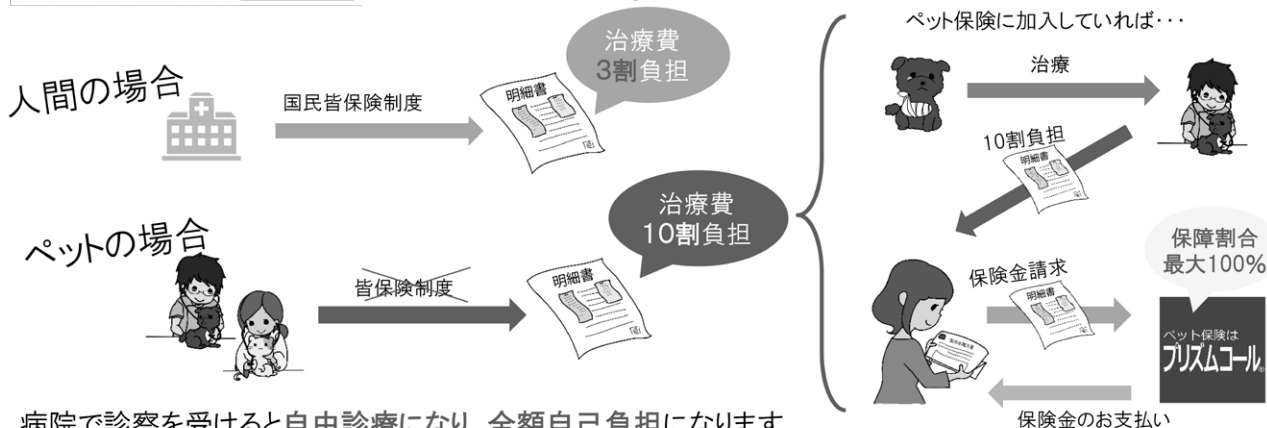 人間の場合
国民皆保険制度
明細書
治療費
3割負担
ペットの場合
皆保険制度
明細書
治療費
10割負担
病院で診察を受けると自由診療になり、全額自己負担になります
ペット保険に加入していれば･･･
治療
10割負担
明細書
保険金請求
明細書
保障割合
最大100%
ペット保険は
プリズムコール®
保険金のお支払い